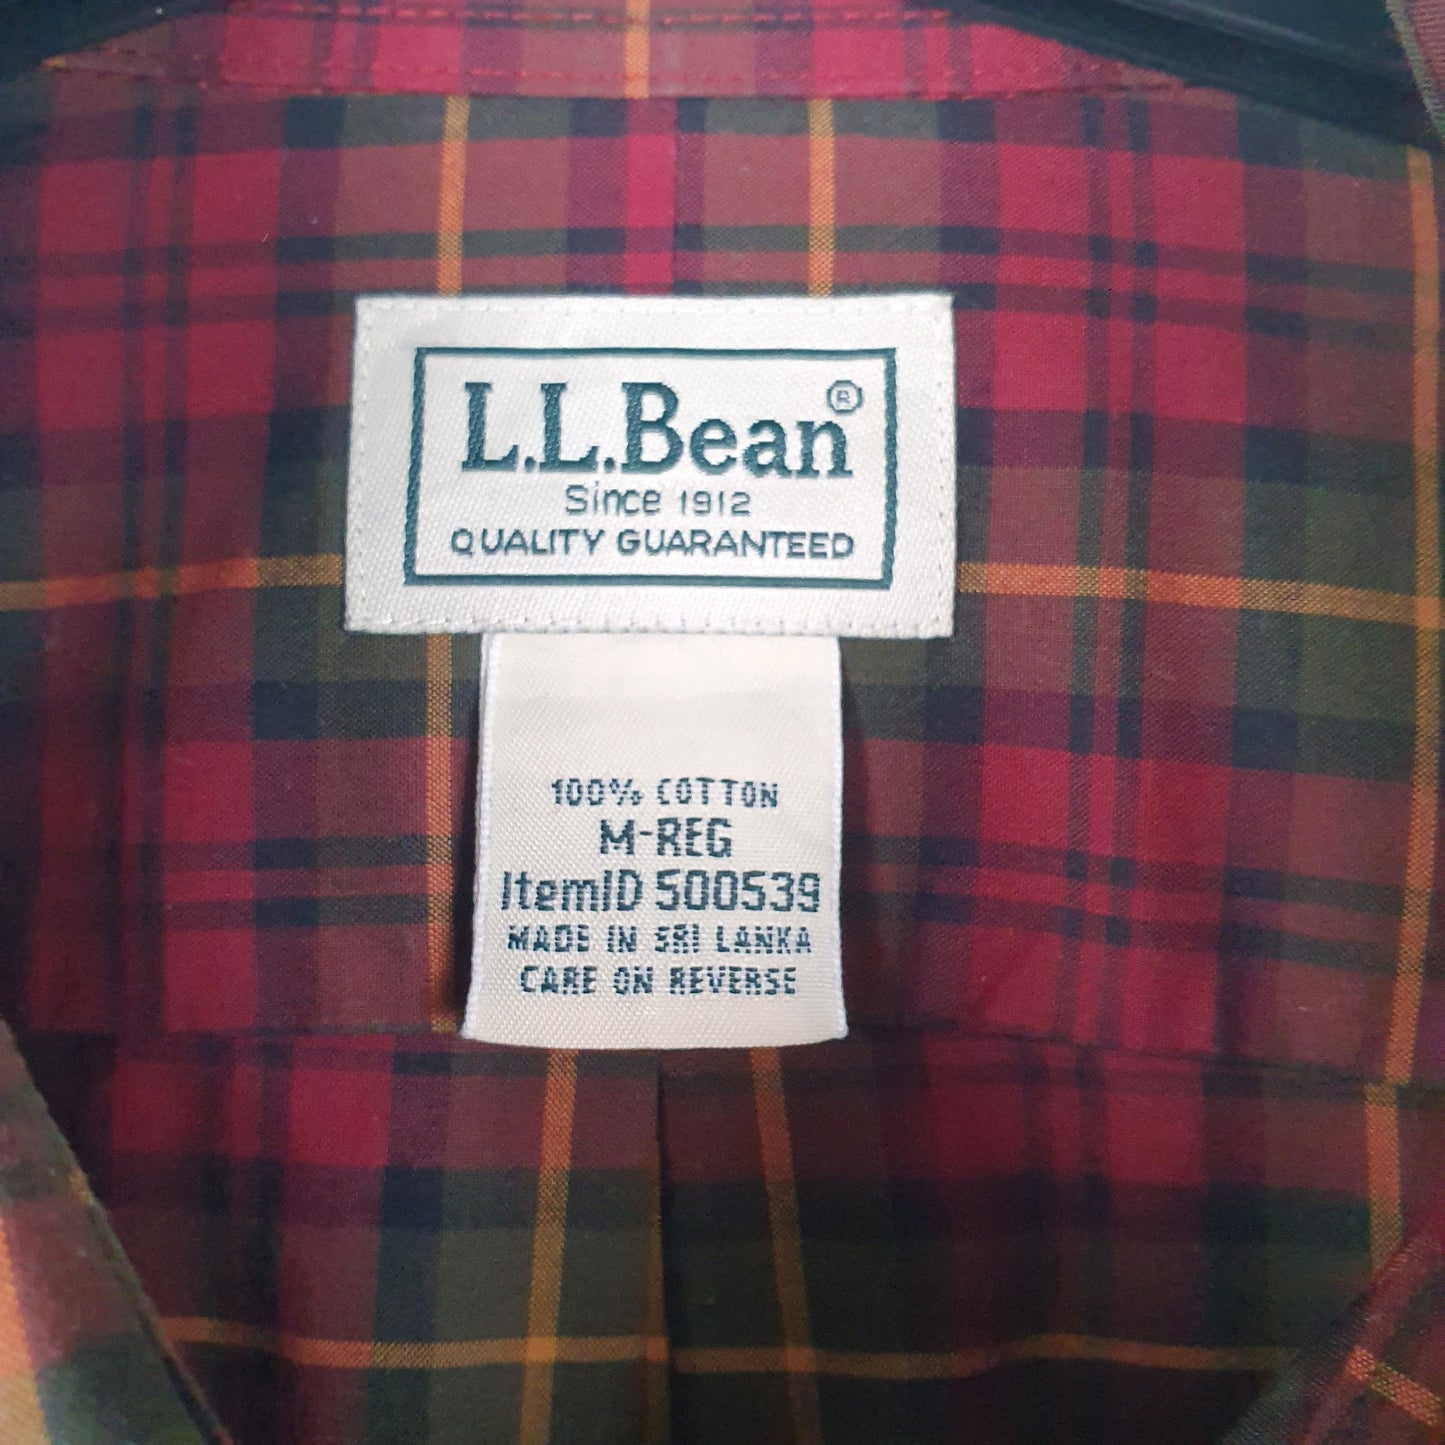 L.L.Bean®
Since 1912
QUALITY GUARANTEED
100% COTTON
M-REG
ItemID 500539
MADE IN SRI LANKA
CARE ON REVERSE